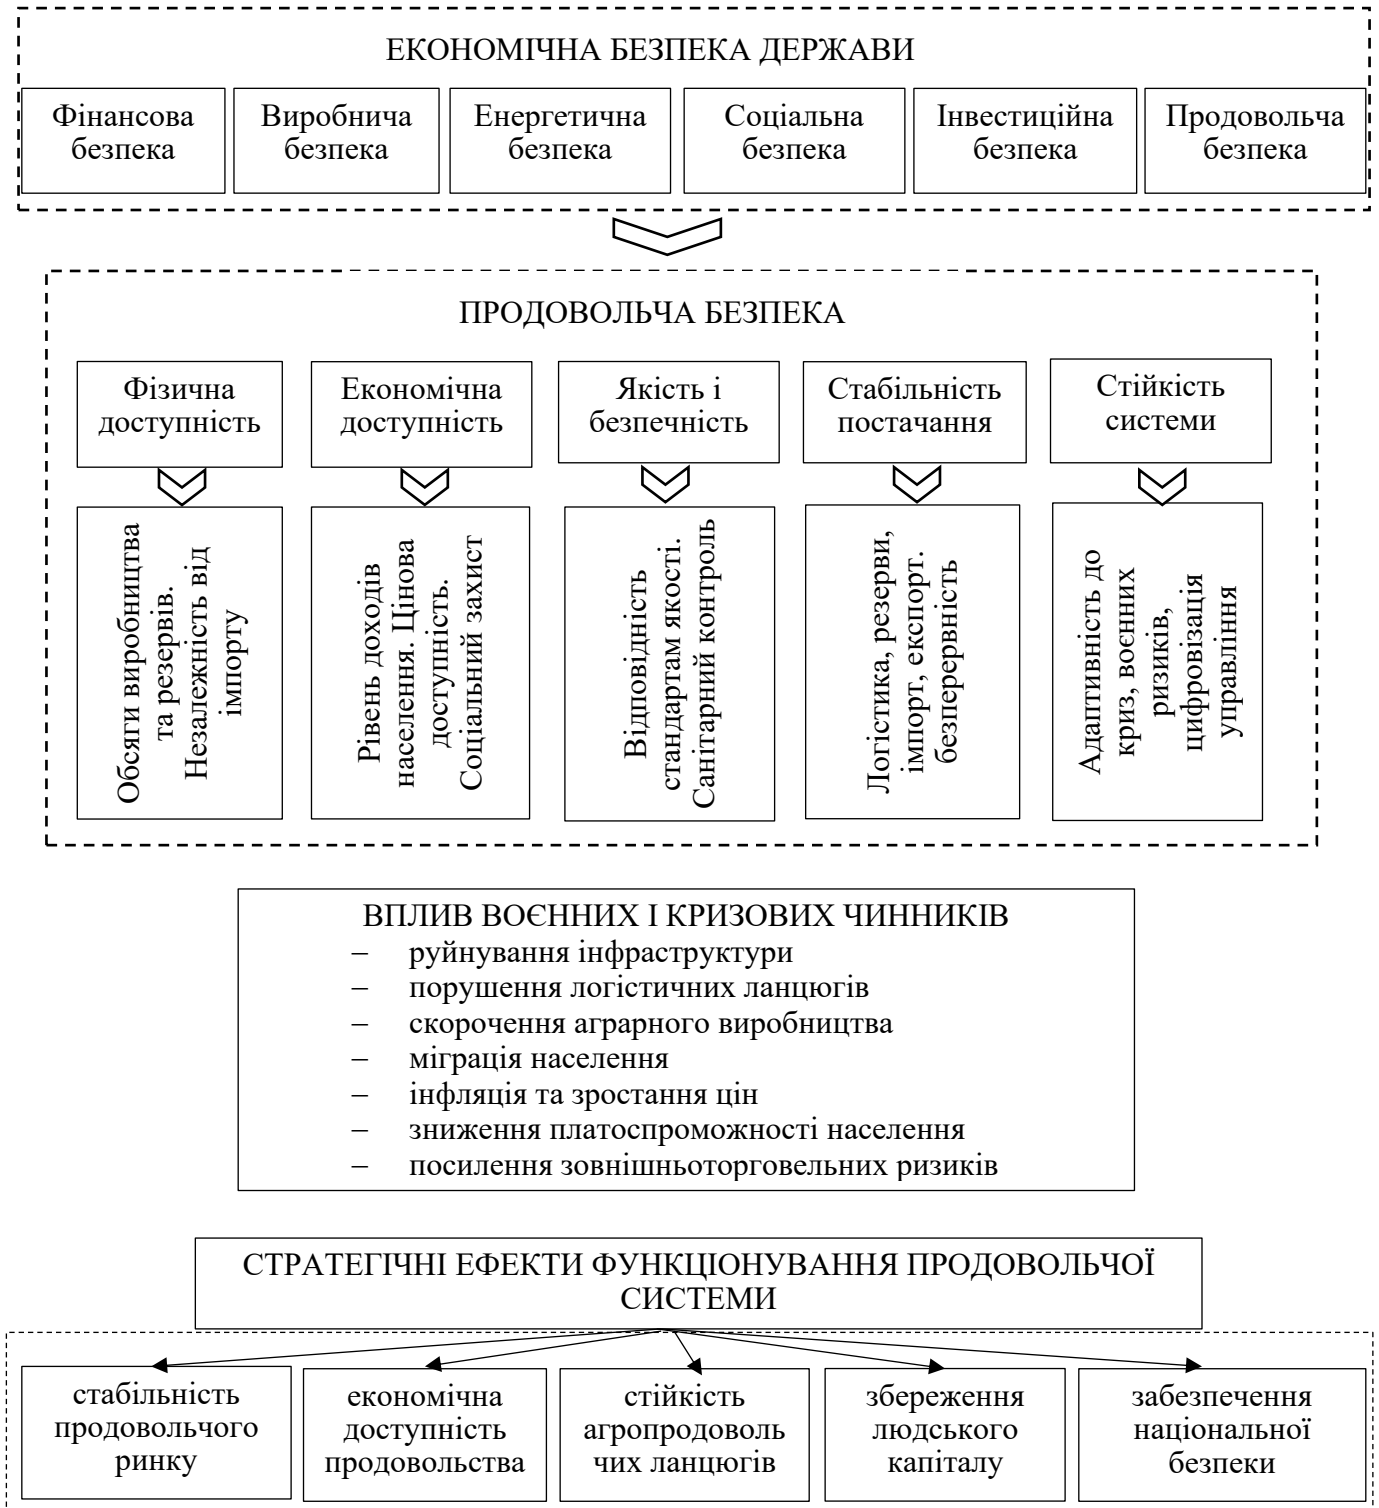 ЕКОНОМІЧНА БЕЗПЕКА ДЕРЖАВИ
Фінансова
безпека
Виробнича
безпека
Енергетична
безпека
Соціальна
безпека
Інвестиційна
безпека
Продовольча
безпека
ПРОДОВОЛЬЧА БЕЗПЕКА
Фізична
доступність
Економічна
доступність
Якість і
безпечність
Стабільність
постачання
Стійкість
системи
Обсяги виробництва
та резервів.
Незалежність від
імпорту
Рівень доходів
населення. Цінова
доступність.
Соціальний захист
Відповідність
стандартам якості.
Санітарний контроль
Логістика, резерви,
імпорт, експорт.
безперервність
Адаптивність до
криз, воєнних
ризиків,
цифровізація
управління
ВПЛИВ ВОЄННИХ І КРИЗОВИХ ЧИННИКІВ
– руйнування інфраструктури
– порушення логістичних ланцюгів
– скорочення аграрного виробництва
– міграція населення
– інфляція та зростання цін
– зниження платоспроможності населення
– посилення зовнішньоторговельних ризиків
СТРАТЕГІЧНІ ЕФЕКТИ ФУНКЦІОНУВАННЯ ПРОДОВОЛЬЧОЇ
СИСТЕМИ
стабільність
продовольчого
ринку
економічна
доступність
продовольства
стійкість
агропродоволь
чих ланцюгів
збереження
людського
капіталу
забезпечення
національної
безпеки